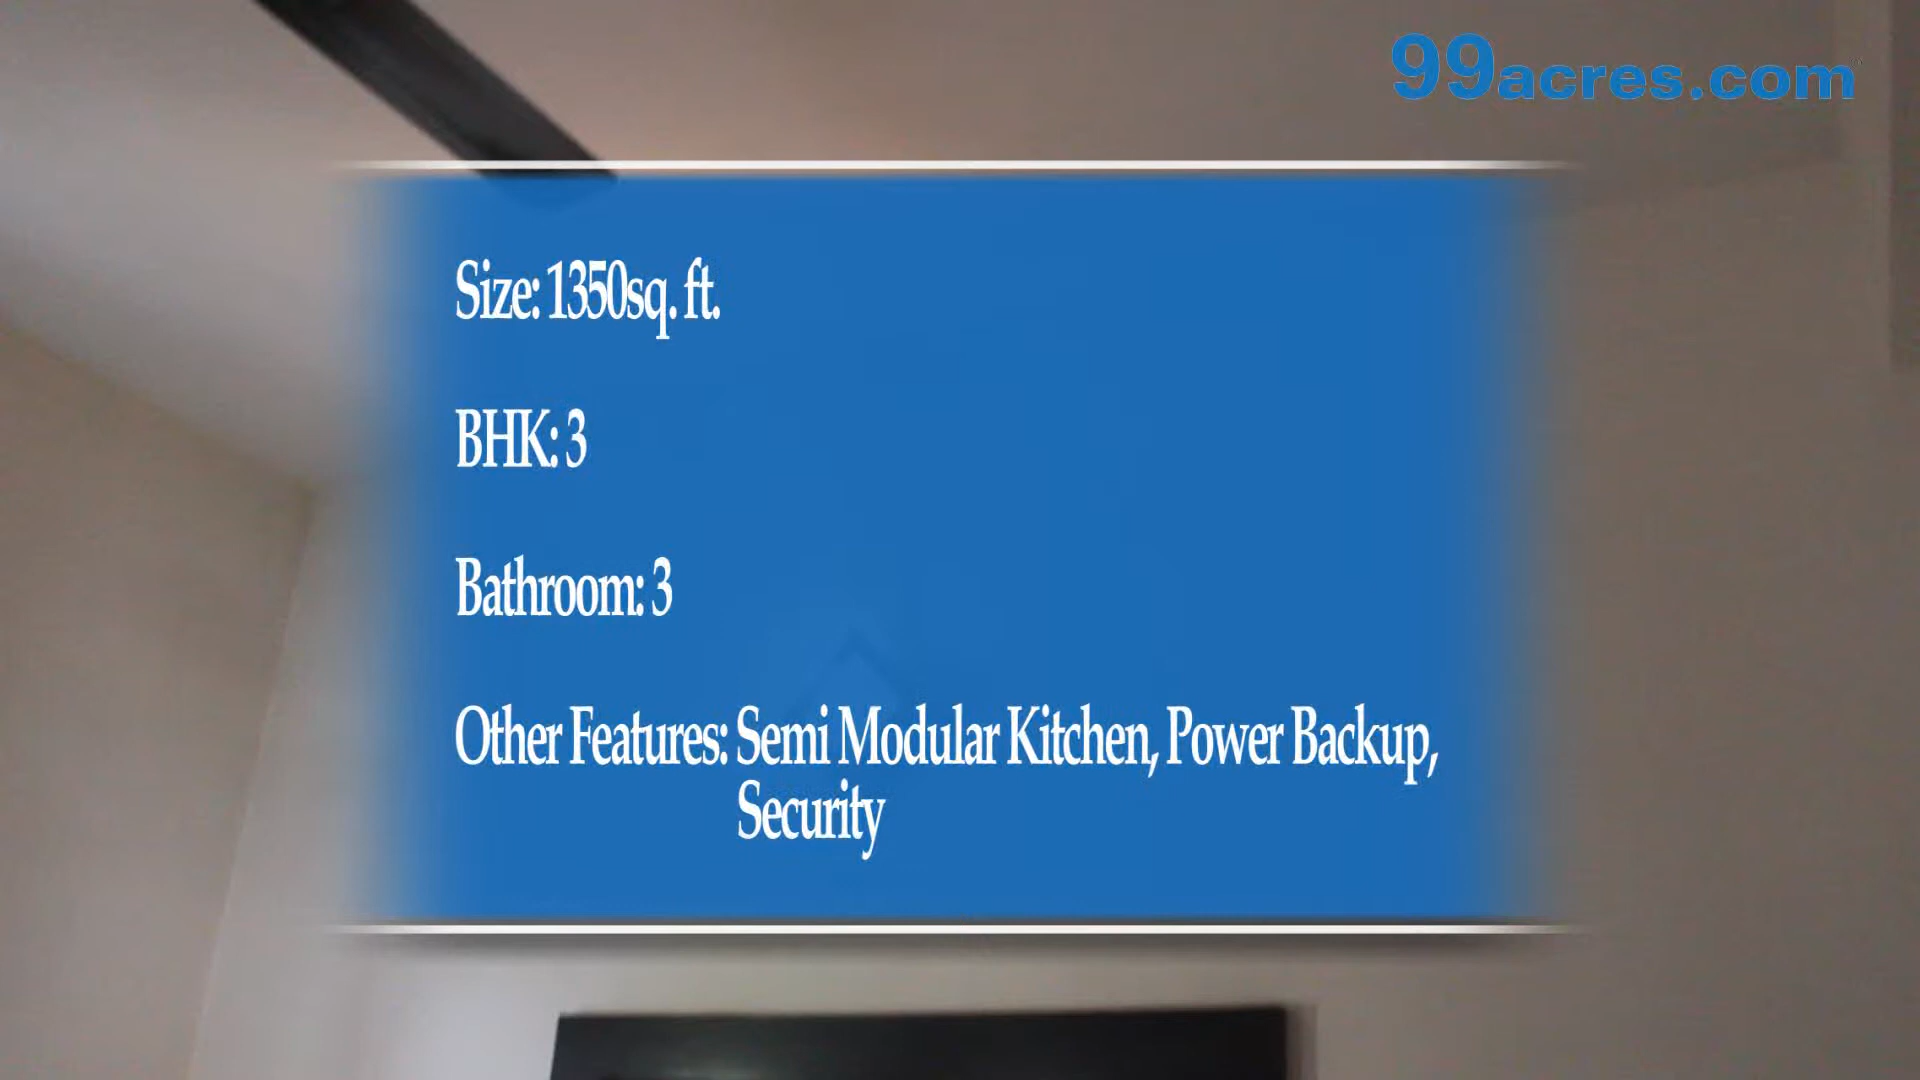 99acres.com
Size: 1350sq. ft.
BHK: 3
Bathroom: 3
Other Features: Semi Modular Kitchen, Power Backup,
Security